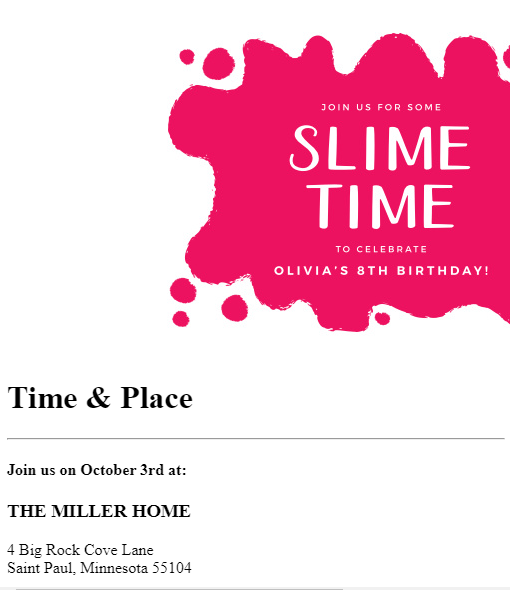 JOIN US FOR SOME
SLIME
TIME
TO CELEBRATE
OLIVIA'S 8TH BIRTHDAY!
Time & Place
Join us on October 3rd at:
THE MILLER HOME
4 Big Rock Cove Lane
Saint Paul, Minnesota 55104